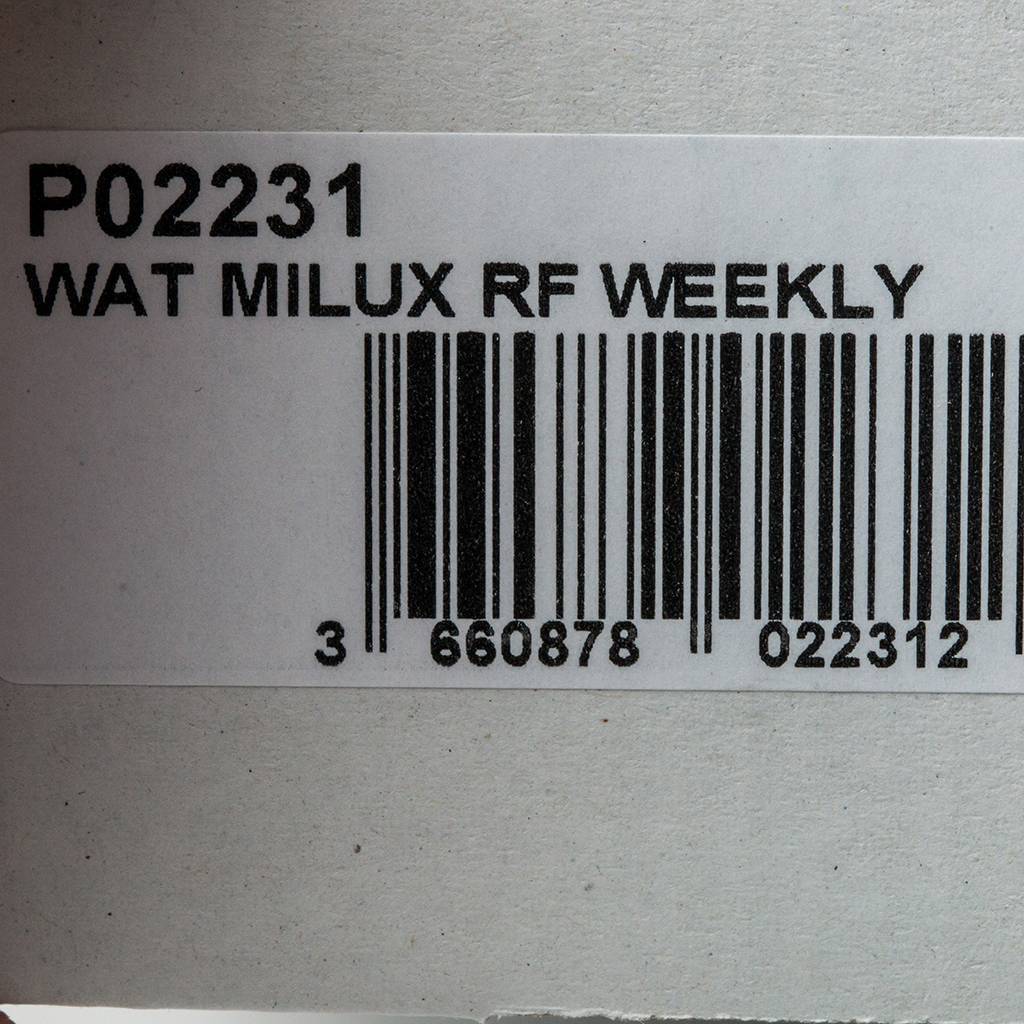 P02231
WAT MILUX RF WEEKLY
3 660878 022312